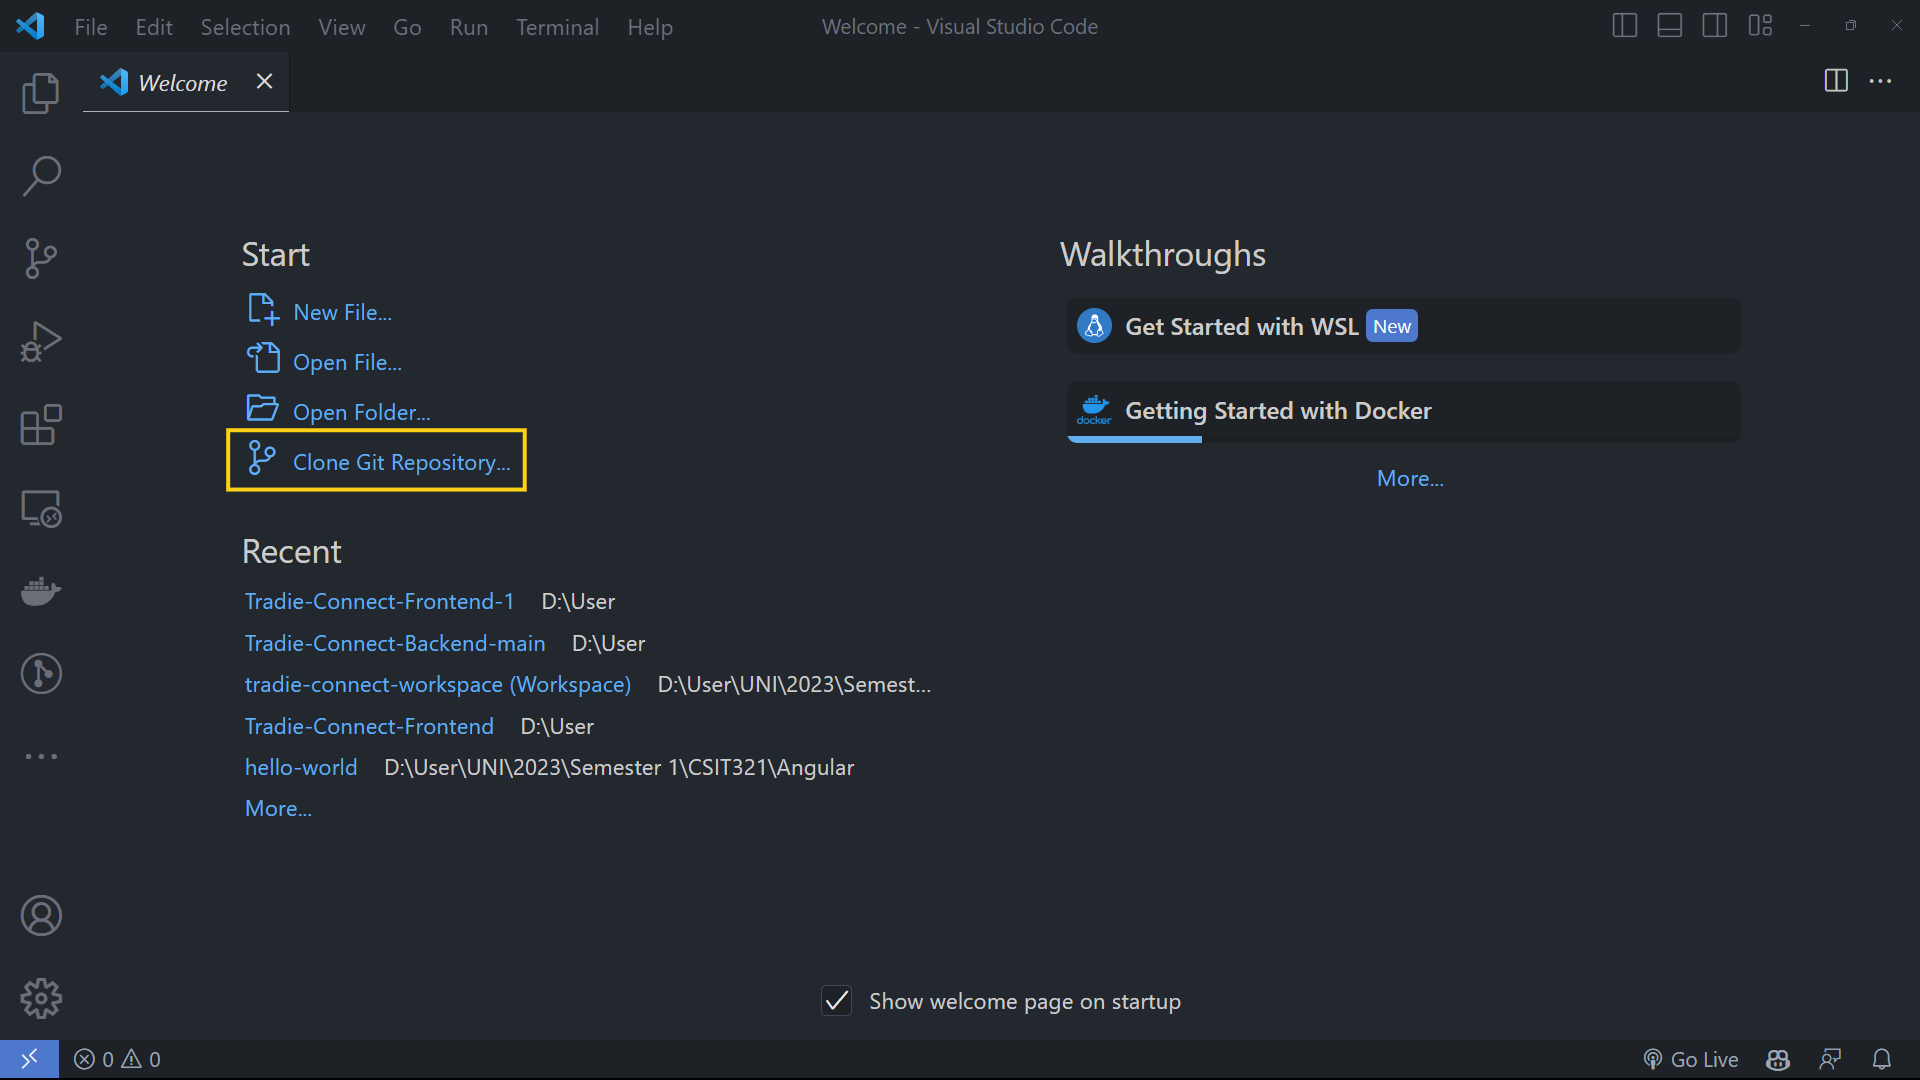 File Edit Selection View Go Run Terminal Help
Welcome - Visual Studio Code
Welcome
Start
New File...
Open File...
Open Folder...
Clone Git Repository...
Recent
Tradie-Connect-Frontend-1 D:\User
Tradie-Connect-Backend-main D:\User
tradie-connect-workspace (Workspace) D:\User\UNI\2023\Semest...
Tradie-Connect-Frontend D:\User
hello-world D:\User\UNI\2023\Semester 1\CSIT321\Angular
More...
Walkthroughs
Get Started with WSL New
docker Getting Started with Docker
More...
Show welcome page on startup
0 0
Go Live